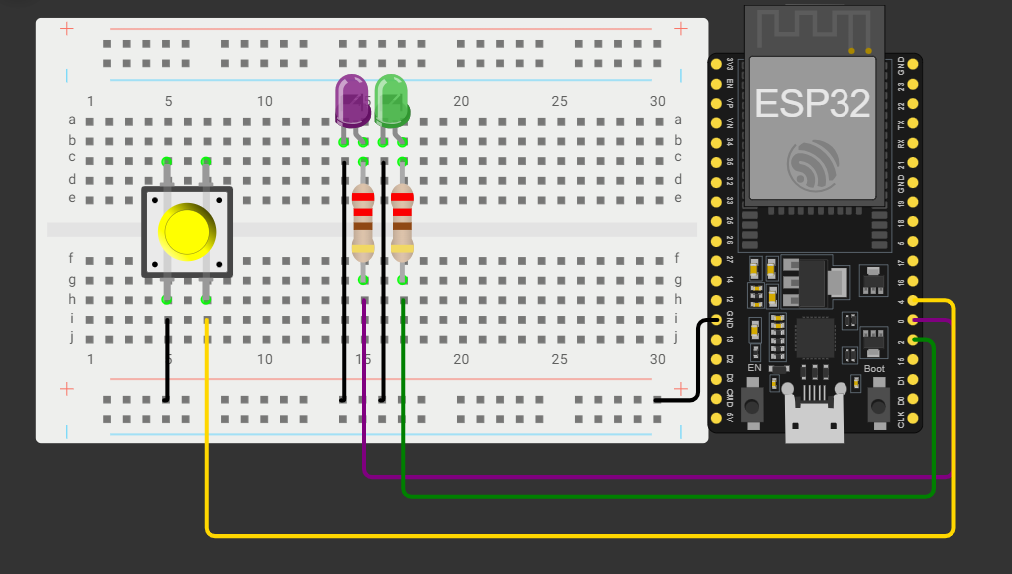 + +
1 5 10 15 20 25 30
a a
b b
c c
d d
e e
f f
g g
h h
i i
j j
1 5 10 15 20 25 30
+ +
ESP32
3V3
EN
VP
VN
34
35
32
33
25
26
27
14
12
GND
13
D2
D3
CMD
5V
GND
23
22
TX
RX
21
GND
19
18
5
17
16
4
0
2
15
D1
D0
CLK
EN Boot